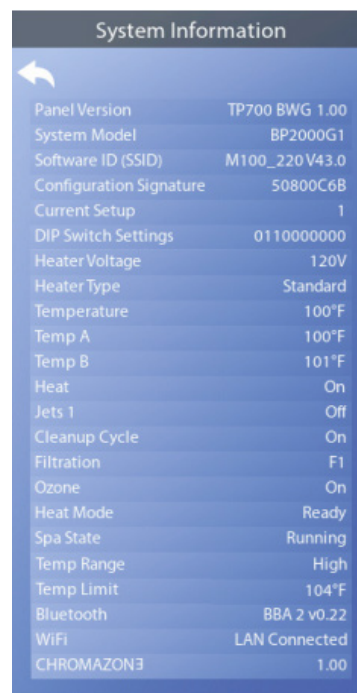 System Information
Panel Version TP700 BWG 1.00
System Model BP2000G1
Software ID (SSID) M100_220 V43.0
Configuration Signature 50800C6B
Current Setup 1
DIP Switch Settings 0110000000
Heater Voltage 120V
Heater Type Standard
Temperature 100°F
Temp A 100°F
Temp B 101°F
Heat On
Jets 1 Off
Cleanup Cycle On
Filtration F1
Ozone On
Heat Mode Ready
Spa State Running
Temp Range High
Temp Limit 104°F
Bluetooth BBA 2 v0.22
WiFi LAN Connected
CHROMAZONƎ 1.00